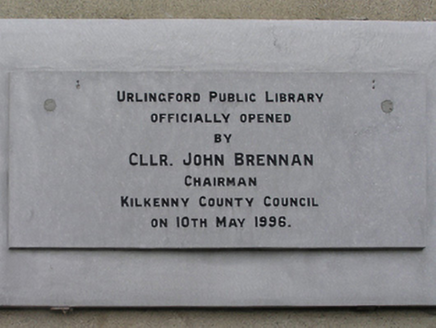 Urlingford Public Library
officially opened
by
Cllr. John Brennan
Chairman
Kilkenny County Council
on 10th May 1996.